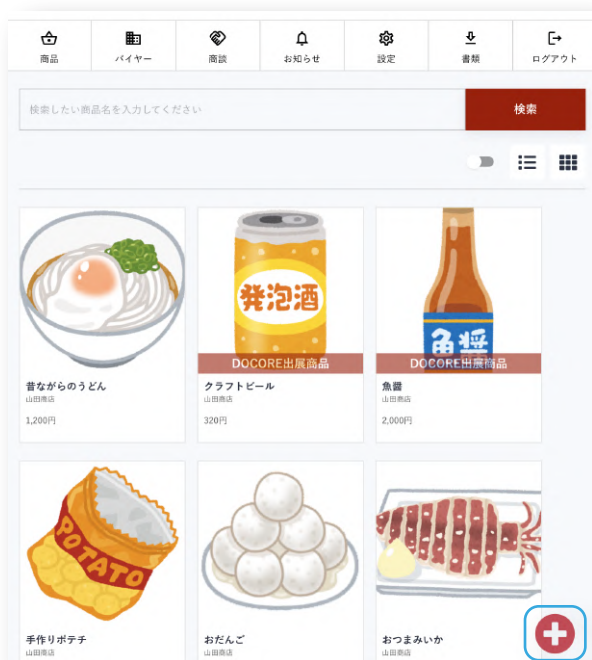 商品
バイヤー
商談
お知らせ
設定
書類
ログアウト
検索したい商品名を入力してください
検索
発泡酒
魚醤
DOCORE出展商品
DOCORE出展商品
昔ながらのうどん
クラフトビール
魚醤
山田商店
山田商店
山田商店
1,200円
320円
2,000円
POTATO
手作りポテチ
おだんご
おつまみいか
山田商店
山田商店
山田商店